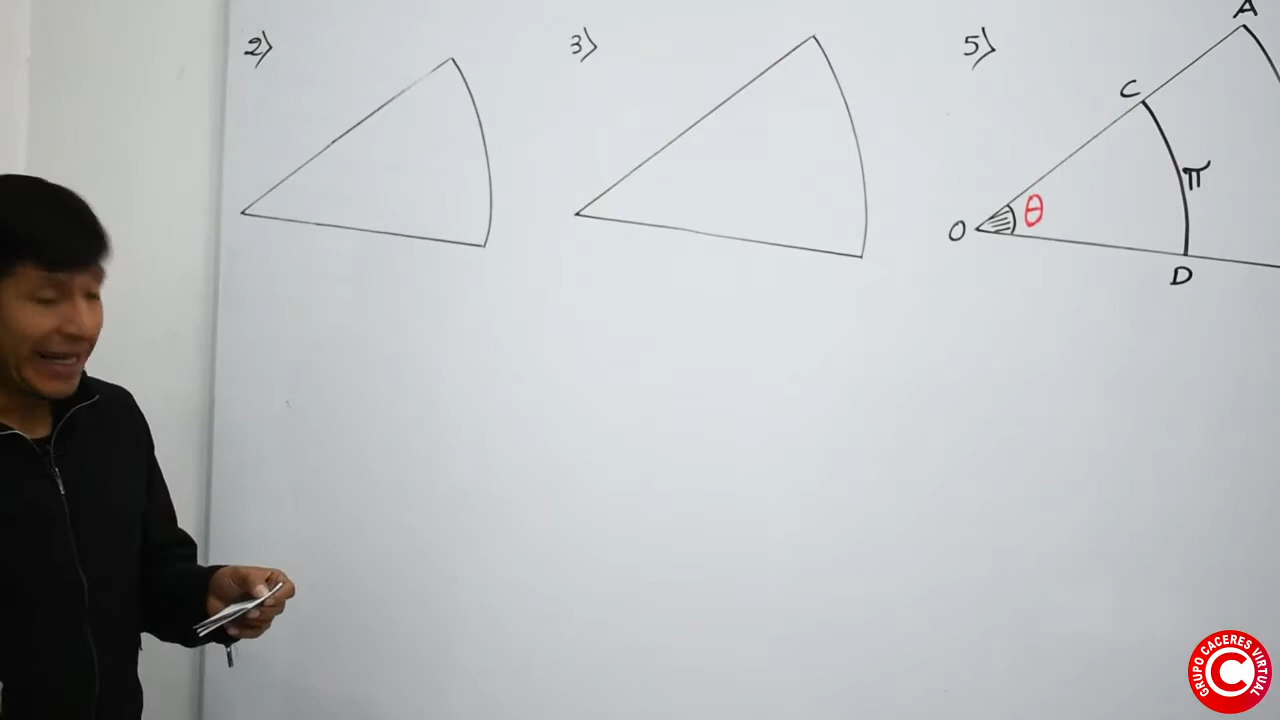 2)
3)
5)
A
C
π
θ
O
D
GRUPO CACERES VIRTUAL
C